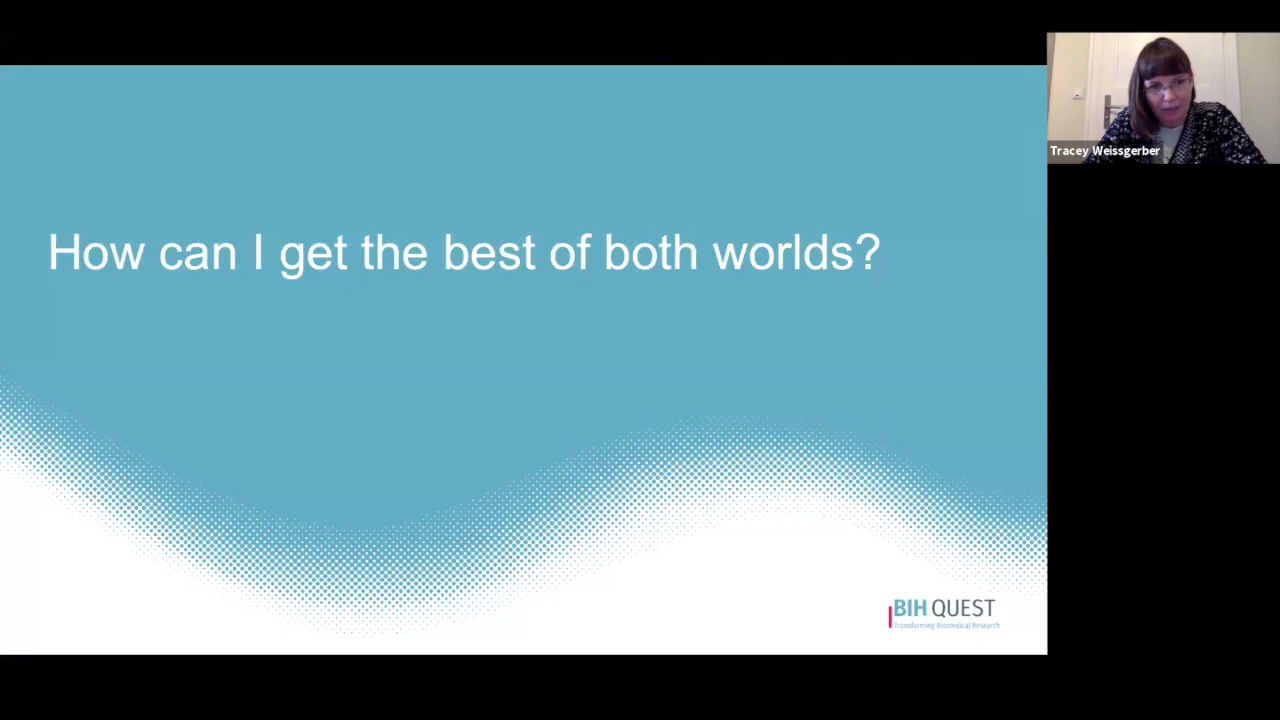 How can I get the best of both worlds?
Tracey Weissgerber
BIH QUEST
Transforming Biomedical Research